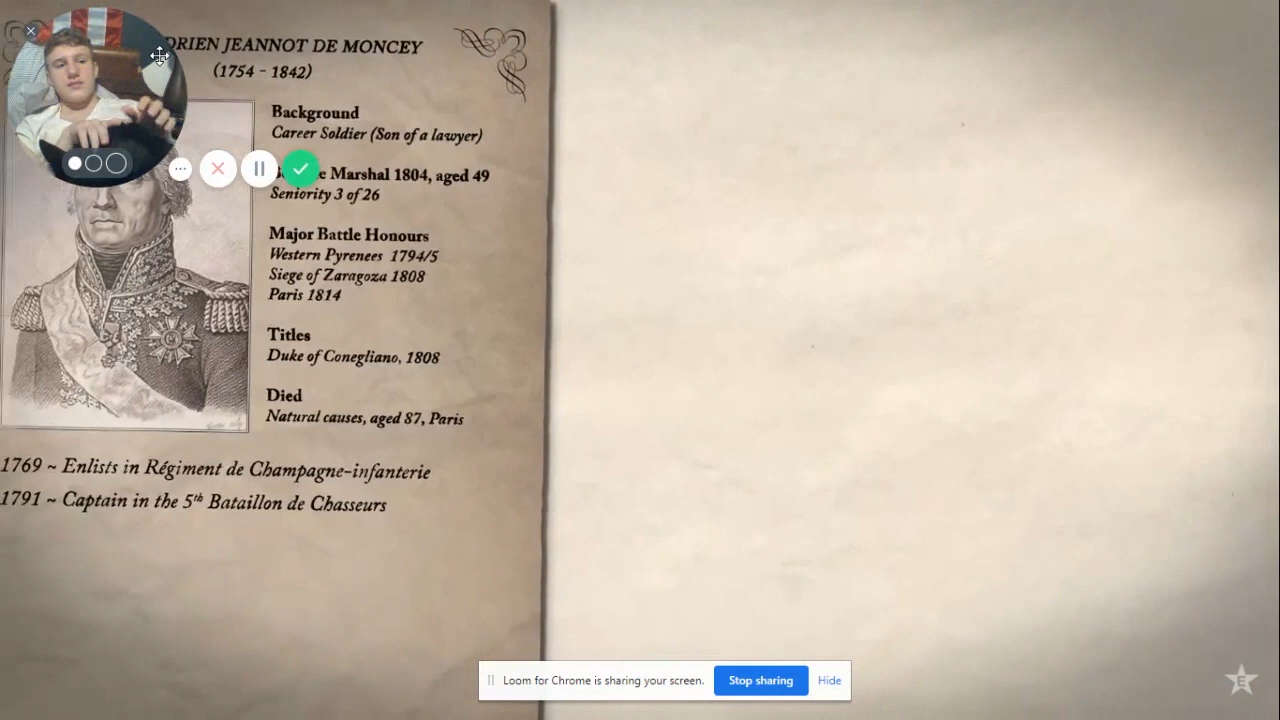 DRIEN JEANNOT DE MONCEY
(1754 - 1842)
Background
Career Soldier (Son of a lawyer)
Marshal 1804, aged 49
Seniority 3 of 26
Major Battle Honours
Western Pyrenees 1794/5
Siege of Zaragoza 1808
Paris 1814
Titles
Duke of Conegliano, 1808
Died
Natural causes, aged 87, Paris
1769 ~ Enlists in Régiment de Champagne-infanterie
1791 ~ Captain in the 5th Bataillon de Chasseurs
Loom for Chrome is sharing your screen.
Stop sharing
Hide
E